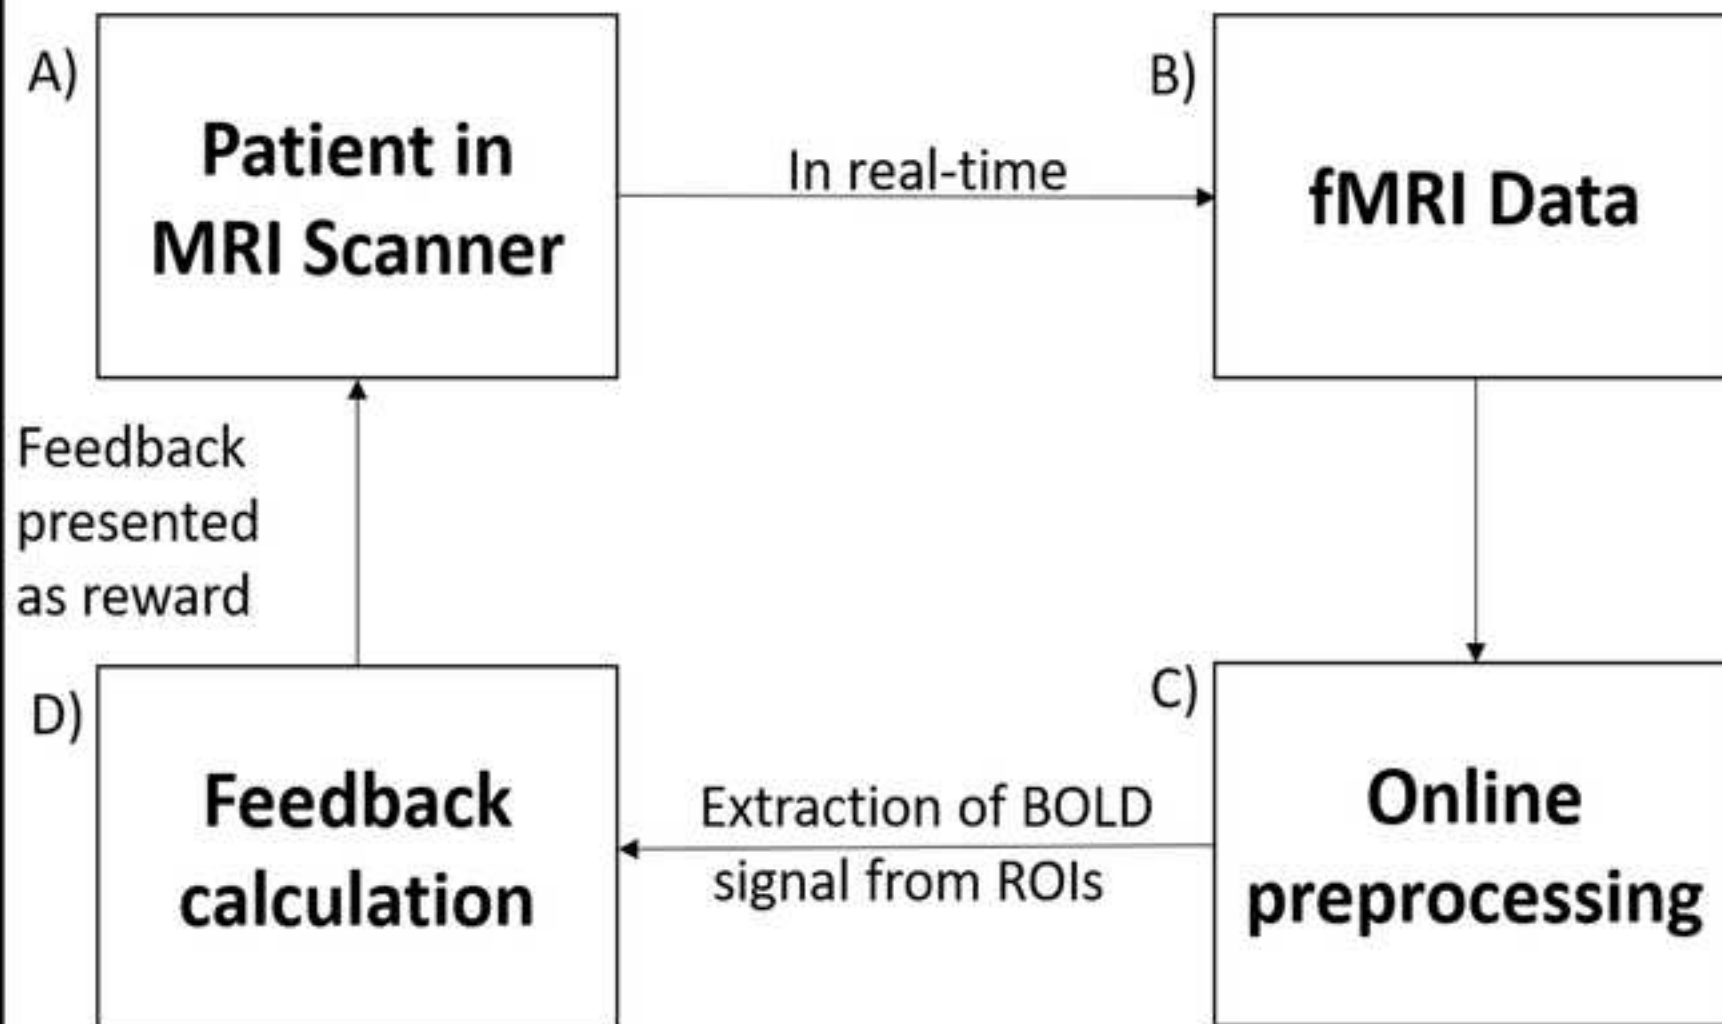 A)
Patient in
MRI Scanner
In real-time
B)
fMRI Data
Feedback
presented
as reward
C)
Online
preprocessing
Extraction of BOLD
signal from ROIs
D)
Feedback
calculation